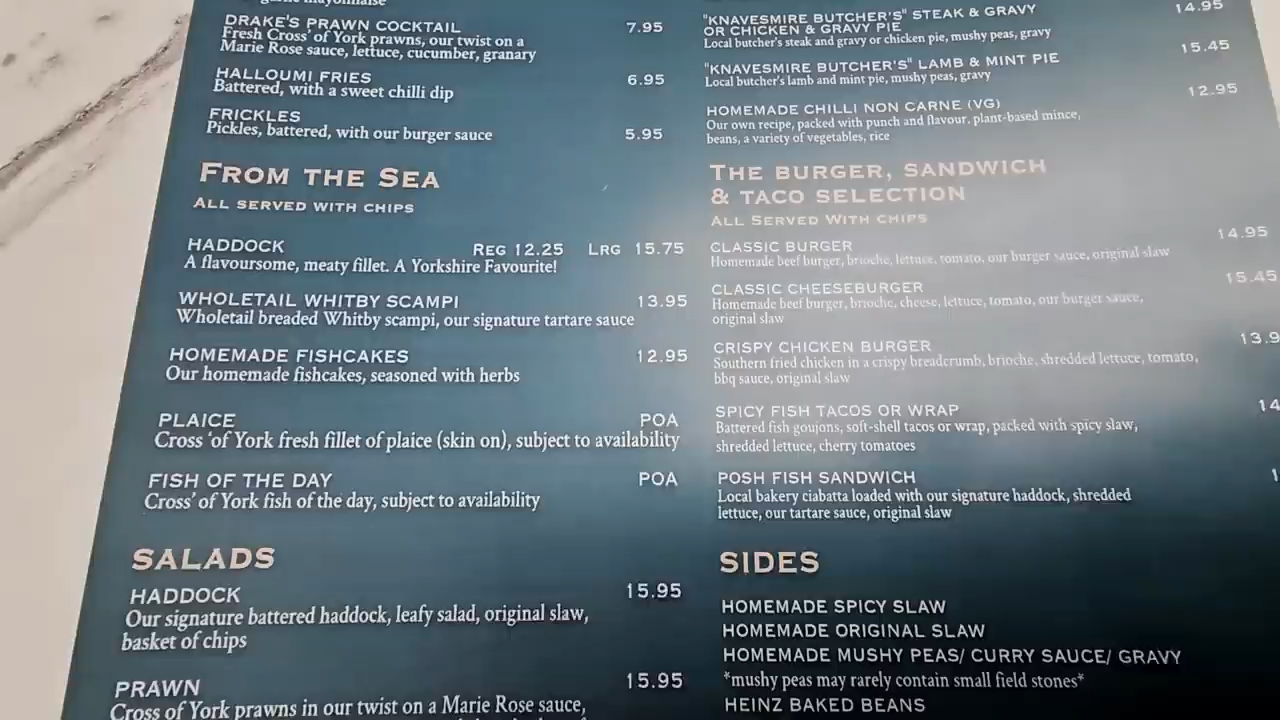 DRAKE'S PRAWN COCKTAIL 7.95
Fresh Cross' of York prawns, our twist on a
Marie Rose sauce, lettuce, cucumber, granary
HALLOUMI FRIES 6.95
Battered, with a sweet chilli dip
FRICKLES
Pickles, battered, with our burger sauce 5.95
FROM THE SEA
ALL SERVED WITH CHIPS
HADDOCK REG 12.25 LRG 15.75
A flavoursome, meaty fillet. A Yorkshire Favourite!
WHOLETAIL WHITBY SCAMPI 13.95
Wholetail breaded Whitby scampi, our signature tartare sauce
HOMEMADE FISHCAKES 12.95
Our homemade fishcakes, seasoned with herbs
PLAICE POA
Cross 'of York fresh fillet of plaice (skin on), subject to availability
FISH OF THE DAY POA
Cross' of York fish of the day, subject to availability
SALADS
HADDOCK 15.95
Our signature battered haddock, leafy salad, original slaw,
basket of chips
PRAWN 15.95
Cross of York prawns in our twist on a Marie Rose sauce,
"KNAVESMIRE BUTCHER'S" STEAK & GRAVY 14.95
OR CHICKEN & GRAVY PIE
Local butcher's steak and gravy or chicken pie, mushy peas, gravy
"KNAVESMIRE BUTCHER'S" LAMB & MINT PIE 15.45
Local butcher's lamb and mint pie, mushy peas, gravy
HOMEMADE CHILLI NON CARNE (VG) 12.95
Our own recipe, packed with punch and flavour, plant-based mince,
beans, a variety of vegetables, rice
THE BURGER, SANDWICH
& TACO SELECTION
ALL SERVED WITH CHIPS
CLASSIC BURGER 14.95
Homemade beef burger, brioche, lettuce, tomato, our burger sauce, original slaw
CLASSIC CHEESEBURGER 15.45
Homemade beef burger, brioche, cheese, lettuce, tomato, our burger sauce,
original slaw
CRISPY CHICKEN BURGER 13.9
Southern fried chicken in a crispy breadcrumb, brioche, shredded lettuce, tomato,
bbq sauce, original slaw
SPICY FISH TACOS OR WRAP 14
Battered fish goujons, soft-shell tacos or wrap, packed with spicy slaw,
shredded lettuce, cherry tomatoes
POSH FISH SANDWICH 1
Local bakery ciabatta loaded with our signature haddock, shredded
lettuce, our tartare sauce, original slaw
SIDES
HOMEMADE SPICY SLAW
HOMEMADE ORIGINAL SLAW
HOMEMADE MUSHY PEAS/ CURRY SAUCE/ GRAVY
*mushy peas may rarely contain small field stones*
HEINZ BAKED BEANS